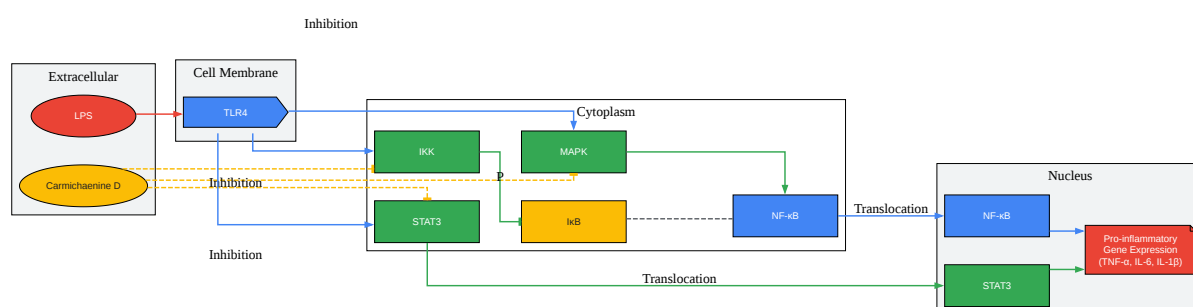 Inhibition
Extracellular
Cell Membrane
LPS
TLR4
Cytoplasm
IKK
MAPK
P
Carmichaenine D
Inhibition
STAT3
IκB
NF-κB
Translocation
Inhibition
Translocation
Nucleus
NF-κB
Pro-inflammatory
Gene Expression
(TNF-α, IL-6, IL-1β)
STAT3